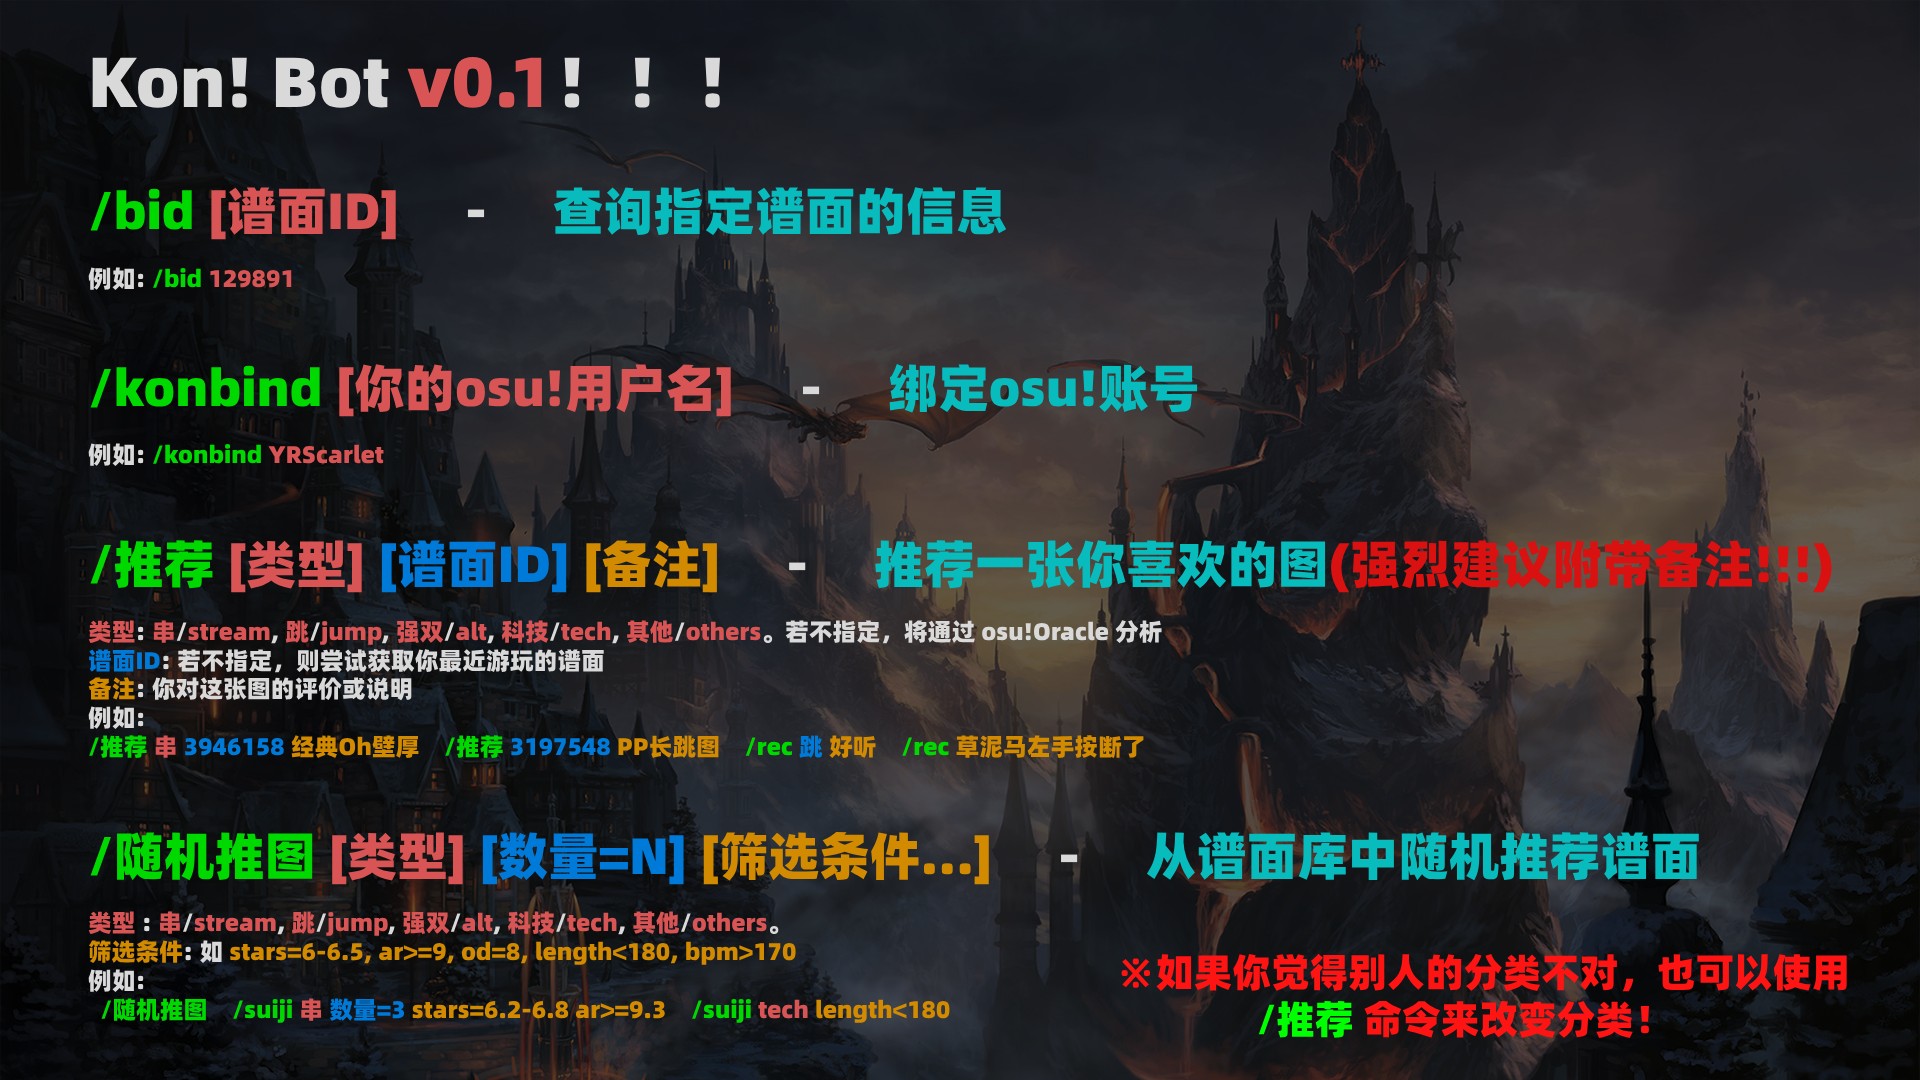 Kon! Bot v0.1！！！
/bid [谱面ID] - 查询指定谱面的信息
例如: /bid 129891
/konbind [你的osu!用户名] - 绑定osu!账号
例如: /konbind YRScarlet
/推荐 [类型] [谱面ID] [备注] - 推荐一张你喜欢的图(强烈建议附带备注!!!)
类型: 串/stream, 跳/jump, 强双/alt, 科技/tech, 其他/others。若不指定，将通过 osu!Oracle 分析
谱面ID: 若不指定，则尝试获取你最近游玩的谱面
备注: 你对这张图的评价或说明
例如:
/推荐 串 3946158 经典Oh壁厚 /推荐 3197548 PP长跳图 /rec 跳 好听 /rec 草泥马左手按断了
/随机推图 [类型] [数量=N] [筛选条件...] - 从谱面库中随机推荐谱面
类型 : 串/stream, 跳/jump, 强双/alt, 科技/tech, 其他/others。
筛选条件: 如 stars=6-6.5, ar>=9, od=8, length<180, bpm>170
例如:
/随机推图 /suiji 串 数量=3 stars=6.2-6.8 ar>=9.3 /suiji tech length<180
※如果你觉得别人的分类不对，也可以使用
/推荐 命令来改变分类！